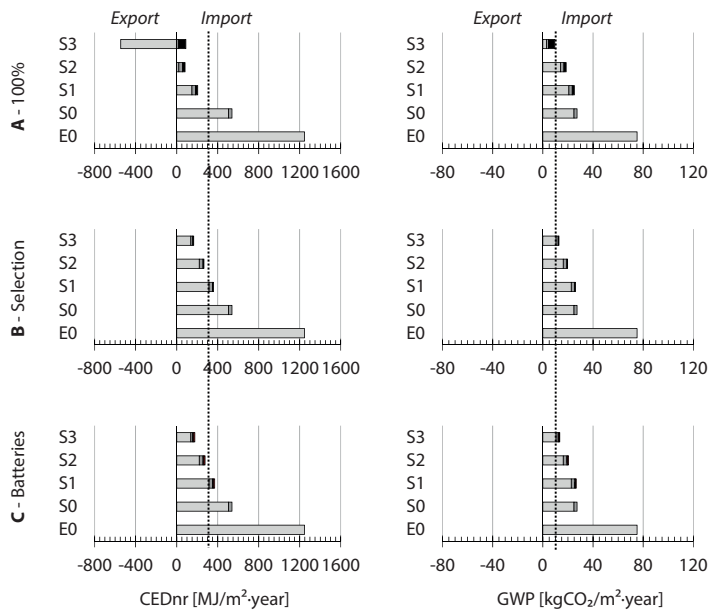 Export Import Export Import
A - 100%
S3 S3
S2 S2
S1 S1
S0 S0
E0 E0
-800 -400 0 400 800 1200 1600 -80 -40 0 40 80 120
B - Selection
S3 S3
S2 S2
S1 S1
S0 S0
E0 E0
-800 -400 0 400 800 1200 1600 -80 -40 0 40 80 120
C - Batteries
S3 S3
S2 S2
S1 S1
S0 S0
E0 E0
-800 -400 0 400 800 1200 1600 -80 -40 0 40 80 120
CEDnr [MJ/m²·year] GWP [kgCO₂/m²·year]